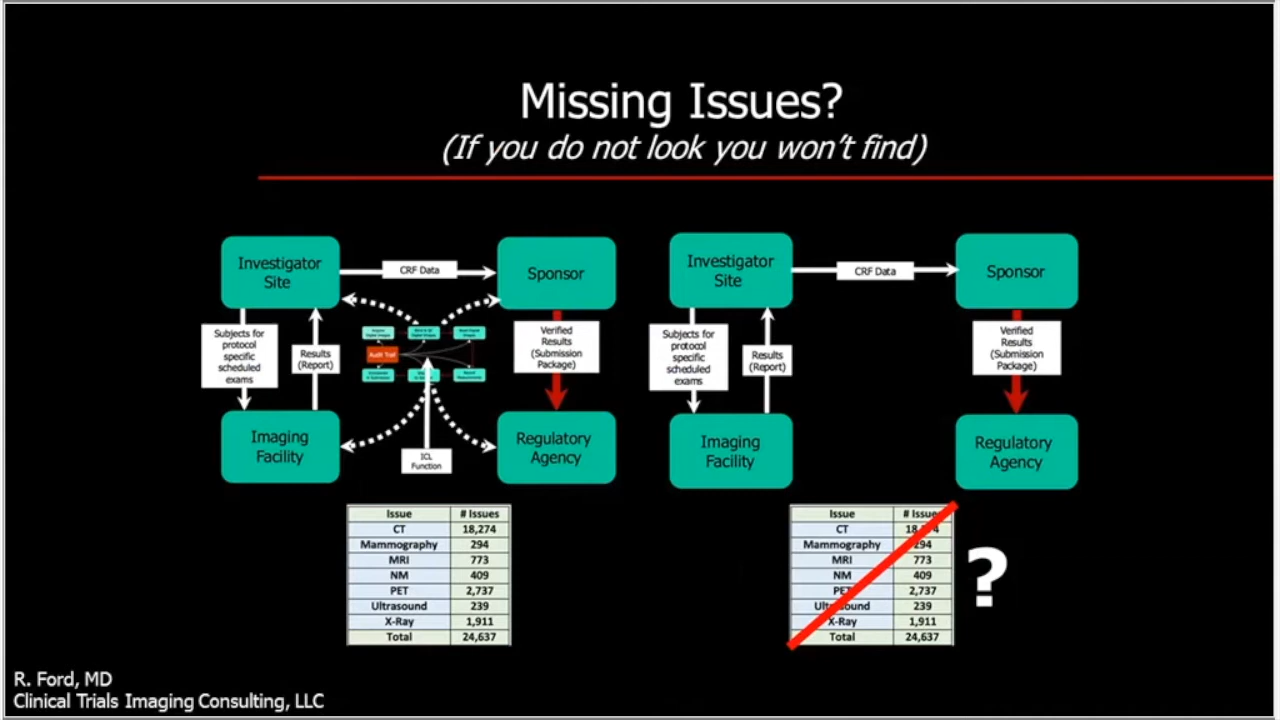 Missing Issues?
(If you do not look you won't find)
Investigator
Site
CRF Data
Sponsor
Subjects for
protocol
specific
scheduled
exams
Results
(Report)
Audit Trail
Verified
Results
(Submission
Package)
Imaging
Facility
ICL
Function
Regulatory
Agency
Issue # Issues
CT 18,274
Mammography 294
MRI 773
NM 409
PET 2,737
Ultrasound 239
X-Ray 1,911
Total 24,637
Investigator
Site
CRF Data
Sponsor
Subjects for
protocol
specific
scheduled
exams
Results
(Report)
Verified
Results
(Submission
Package)
Imaging
Facility
Regulatory
Agency
Issue # Issues
CT
Mammography 294
MRI 773
NM 409
PET 2,737
Ultrasound 239
X-Ray 1,911
Total 24,637
?
R. Ford, MD
Clinical Trials Imaging Consulting, LLC